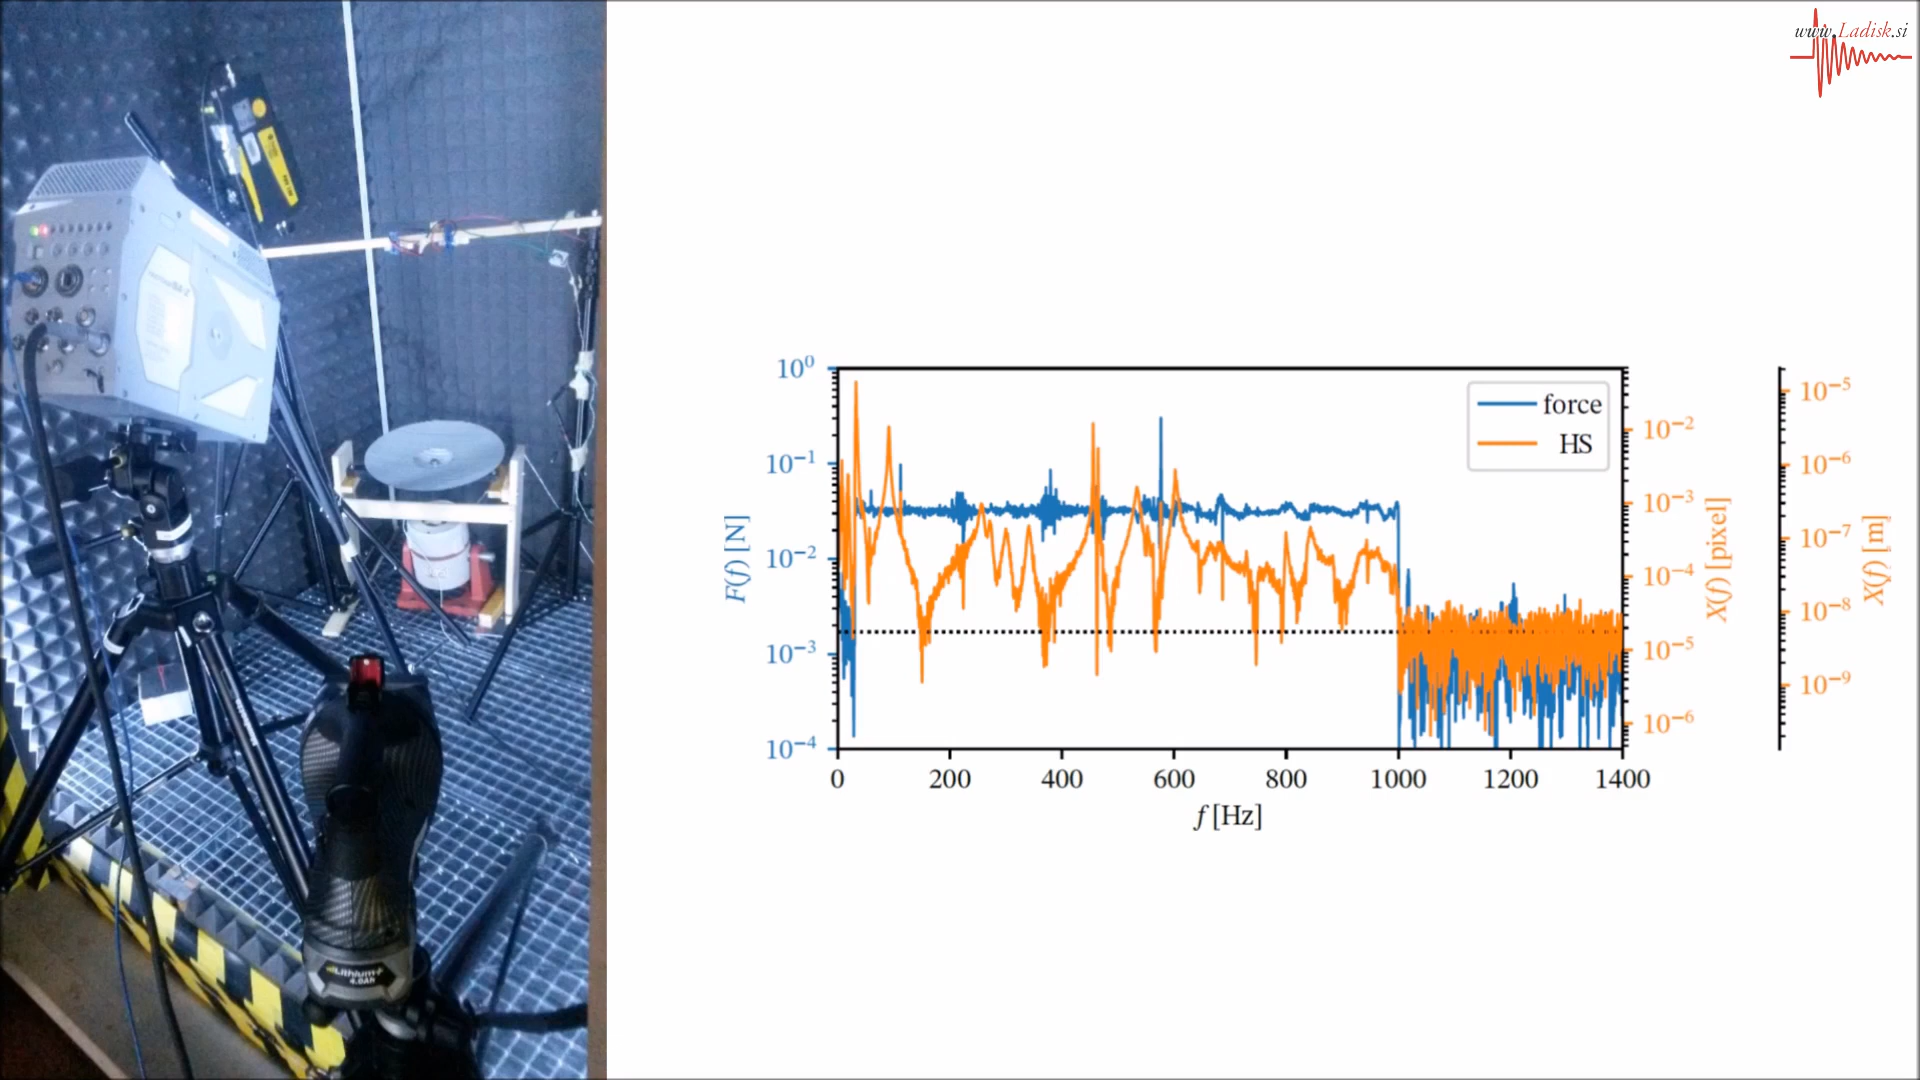 www.Ladisk.si
10⁰
10⁻¹
10⁻²
10⁻³
10⁻⁴
F(f) [N]
force
HS
10⁻²
10⁻³
10⁻⁴
10⁻⁵
10⁻⁶
X(f) [pixel]
10⁻⁵
10⁻⁶
10⁻⁷
10⁻⁸
10⁻⁹
X(f) [m]
0 200 400 600 800 1000 1200 1400
f [Hz]
Lithium+
4.0Ah